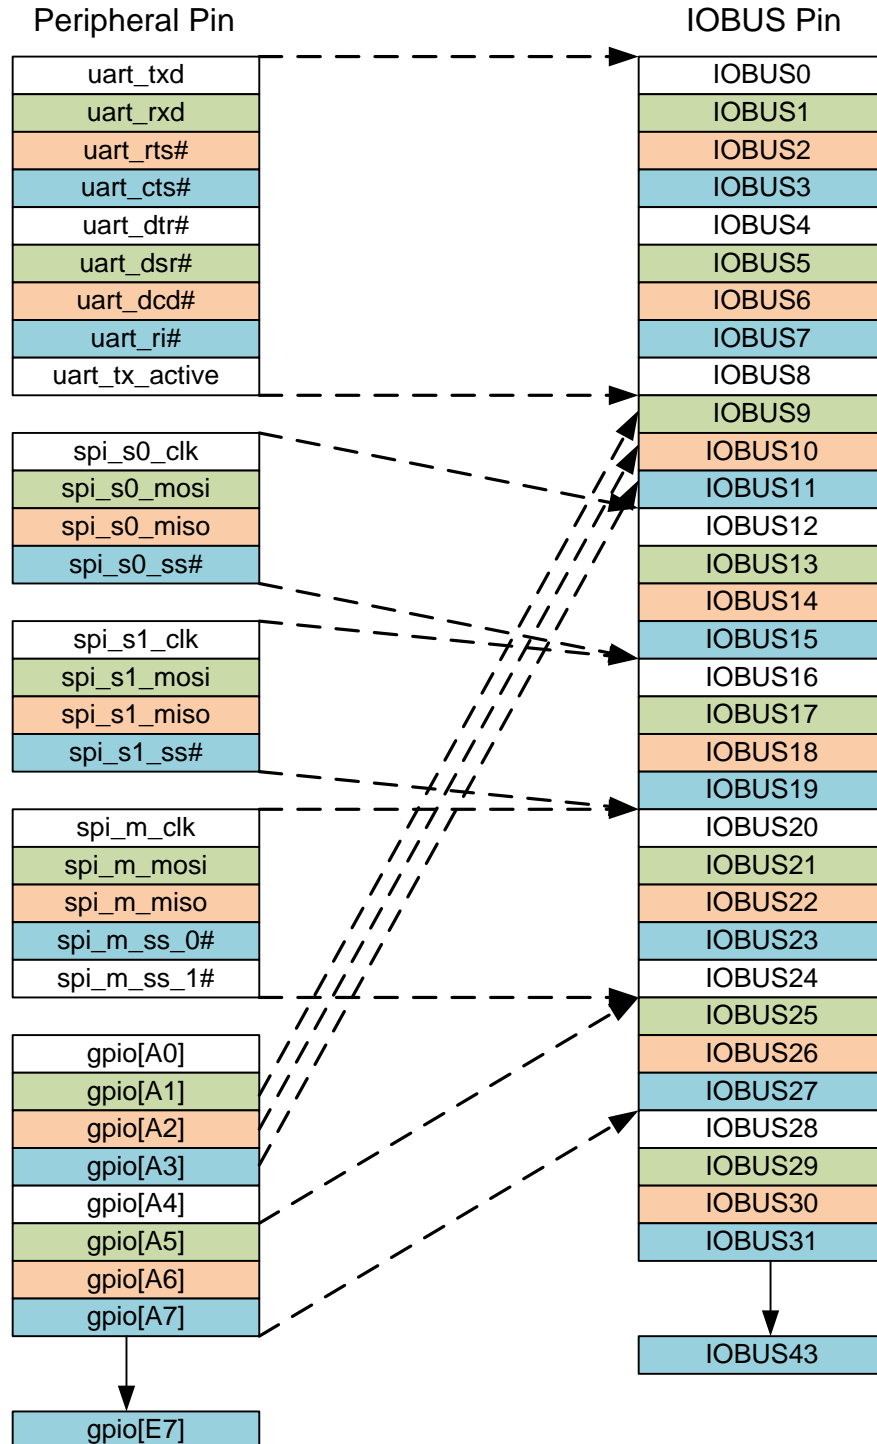 Peripheral Pin
uart_txd
uart_rxd
uart_rts#
uart_cts#
uart_dtr#
uart_dsr#
uart_dcd#
uart_ri#
uart_tx_active
spi_s0_clk
spi_s0_mosi
spi_s0_miso
spi_s0_ss#
spi_s1_clk
spi_s1_mosi
spi_s1_miso
spi_s1_ss#
spi_m_clk
spi_m_mosi
spi_m_miso
spi_m_ss_0#
spi_m_ss_1#
gpio[A0]
gpio[A1]
gpio[A2]
gpio[A3]
gpio[A4]
gpio[A5]
gpio[A6]
gpio[A7]
gpio[E7]
IOBUS Pin
IOBUS0
IOBUS1
IOBUS2
IOBUS3
IOBUS4
IOBUS5
IOBUS6
IOBUS7
IOBUS8
IOBUS9
IOBUS10
IOBUS11
IOBUS12
IOBUS13
IOBUS14
IOBUS15
IOBUS16
IOBUS17
IOBUS18
IOBUS19
IOBUS20
IOBUS21
IOBUS22
IOBUS23
IOBUS24
IOBUS25
IOBUS26
IOBUS27
IOBUS28
IOBUS29
IOBUS30
IOBUS31
IOBUS43